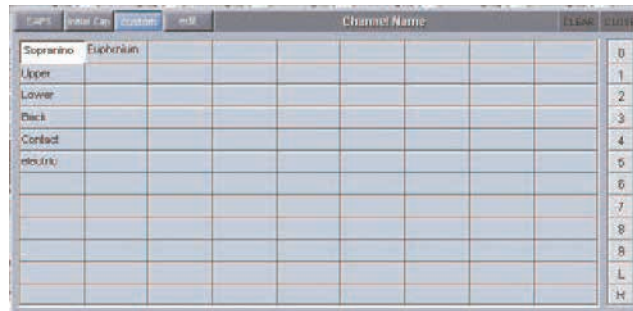 CAPS Initial Cap custom edit Channel Name CLEAR
Sopranino Euphonium 0
Upper 1
Lower 2
Back 3
Contact 4
electric 5
6
7
8
9
L
H